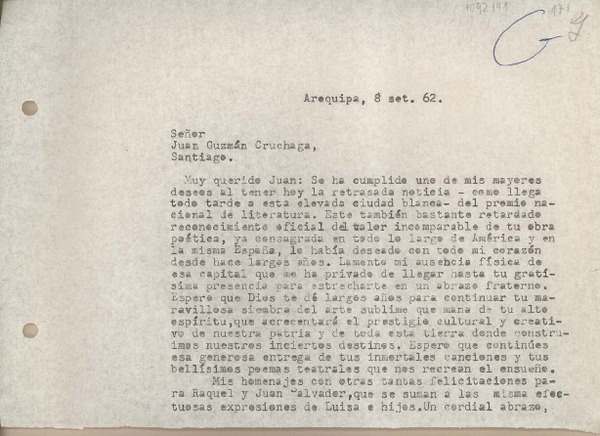 1092/91 171
G
Arequipa, 8 set. 62.
Señor
Juan Guzmán Cruchaga,
Santiago.
Muy querido Juan: Se ha cumplido uno de mis mayores
deseos al tener hoy la retrasada noticia - como llega
todo tarde a esta elevada ciudad blanca- del premio na-
cional de literatura. Este también bastante retardado
reconocimiento oficial del valor incomparable de tu obra
poética, ya consagrada en todo lo largo de América y en
la misma España, lo había deseado con todo mi corazón
desde hace largos años. Lamento mi ausencia física de
esa capital que me ha privado de llegar hasta tu gratí-
sima presencia para estrecharte en un abrazo fraterno.
Espero que Dios te dé largos años para continuar tu ma-
ravillosa siembra del arte sublime que mana de tu alto
espíritu,que acrecentará el prestigio cultural y creati-
vo de nuestra patria y de toda esta tierra donde constru-
imos nuestros inciertos destinos. Espero que continúes
esa generosa entrega de tus inmortales canciones y tus
bellísimos poemas teatrales que nos recrean el ensueño.
Mis homenajes con otras tantas felicitaciones pa-
ra Raquel y Juan Salvador,que se suman a las misma efec-
tuosas expresiones de Luisa e hijos.Un cordial abrazo,